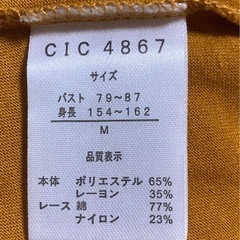 CIC 4867
サイズ
バスト 79~87
身長 154~162
M
品質表示
本体 ポリエステル 65%
レーヨン 35%
レース 綿 77%
ナイロン 23%